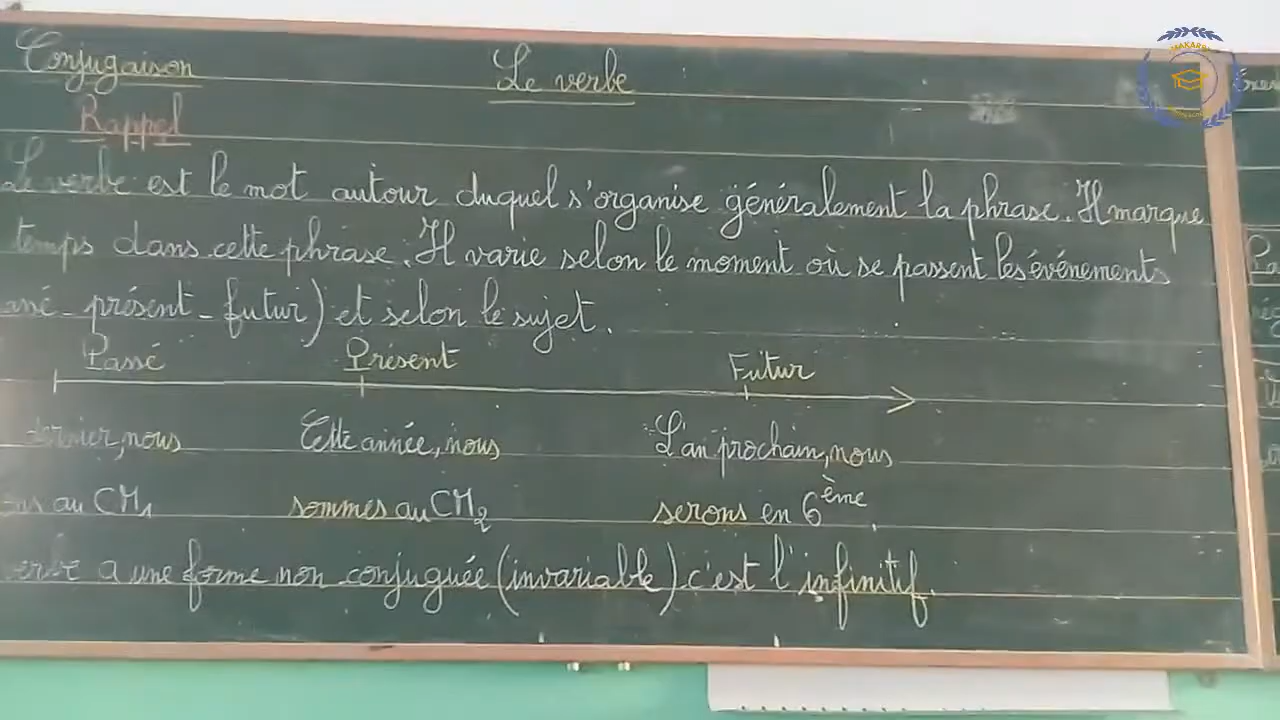 Conjugaison Le verbe
Rappel
Le verbe est le mot autour duquel s'organise généralement la phrase. Il marque
temps dans cette phrase. Il varie selon le moment où se passent les événements
présent - futur) et selon le sujet.
Passé Présent Futur
dernier, nous Cette année, nous L'an prochain, nous
au CM1 sommes au CM2 serons en 6ème.
verbe a une forme non conjuguée (invariable) c'est l'infinitif.
MAKARBI